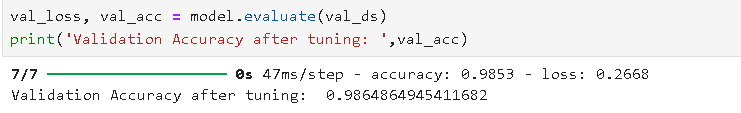 val_loss, val_acc = model.evaluate(val_ds)
print('Validation Accuracy after tuning: ',val_acc)
7/7 ━━━━━━━━━━━━━━━━━━━━ 0s 47ms/step - accuracy: 0.9853 - loss: 0.2668
Validation Accuracy after tuning:  0.9864864945411682